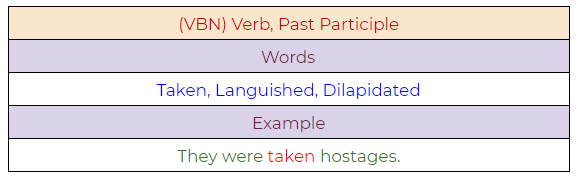 (VBN) Verb, Past Participle
Words
Taken, Languished, Dilapidated
Example
They were taken hostages.